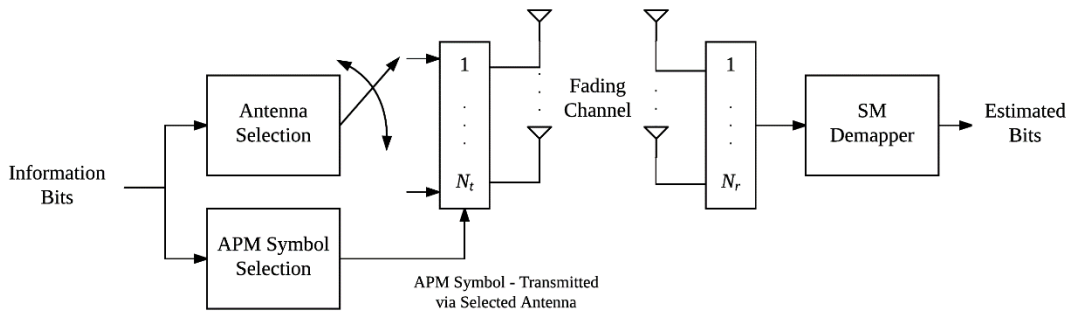 Information
Bits
Antenna
Selection
APM Symbol
Selection
1
N_t
APM Symbol - Transmitted
via Selected Antenna
Fading
Channel
1
N_r
SM
Demapper
Estimated
Bits